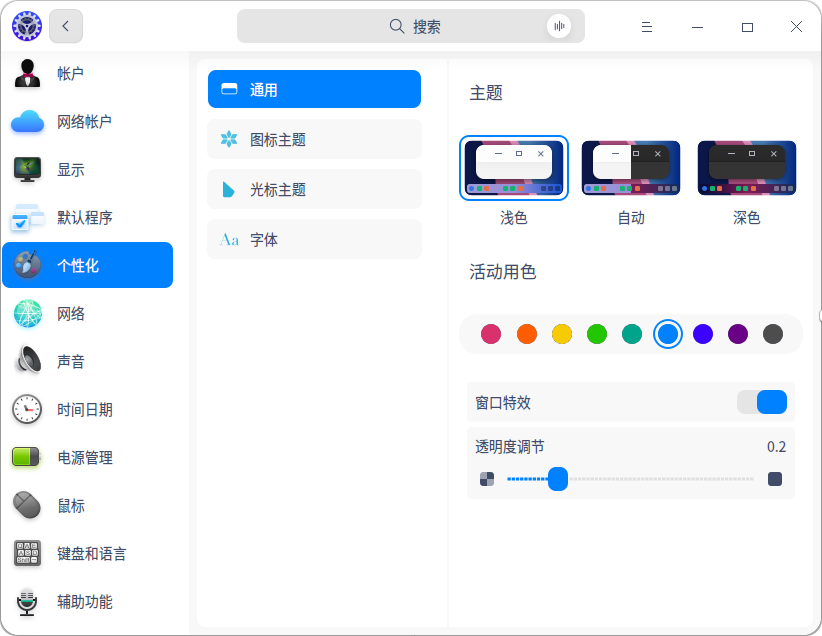 搜索
帐户
网络帐户
显示
默认程序
个性化
网络
声音
时间日期
电源管理
鼠标
键盘和语言
辅助功能
通用
图标主题
光标主题
Aa 字体
主题
浅色 自动 深色
活动用色
窗口特效
透明度调节 0.2